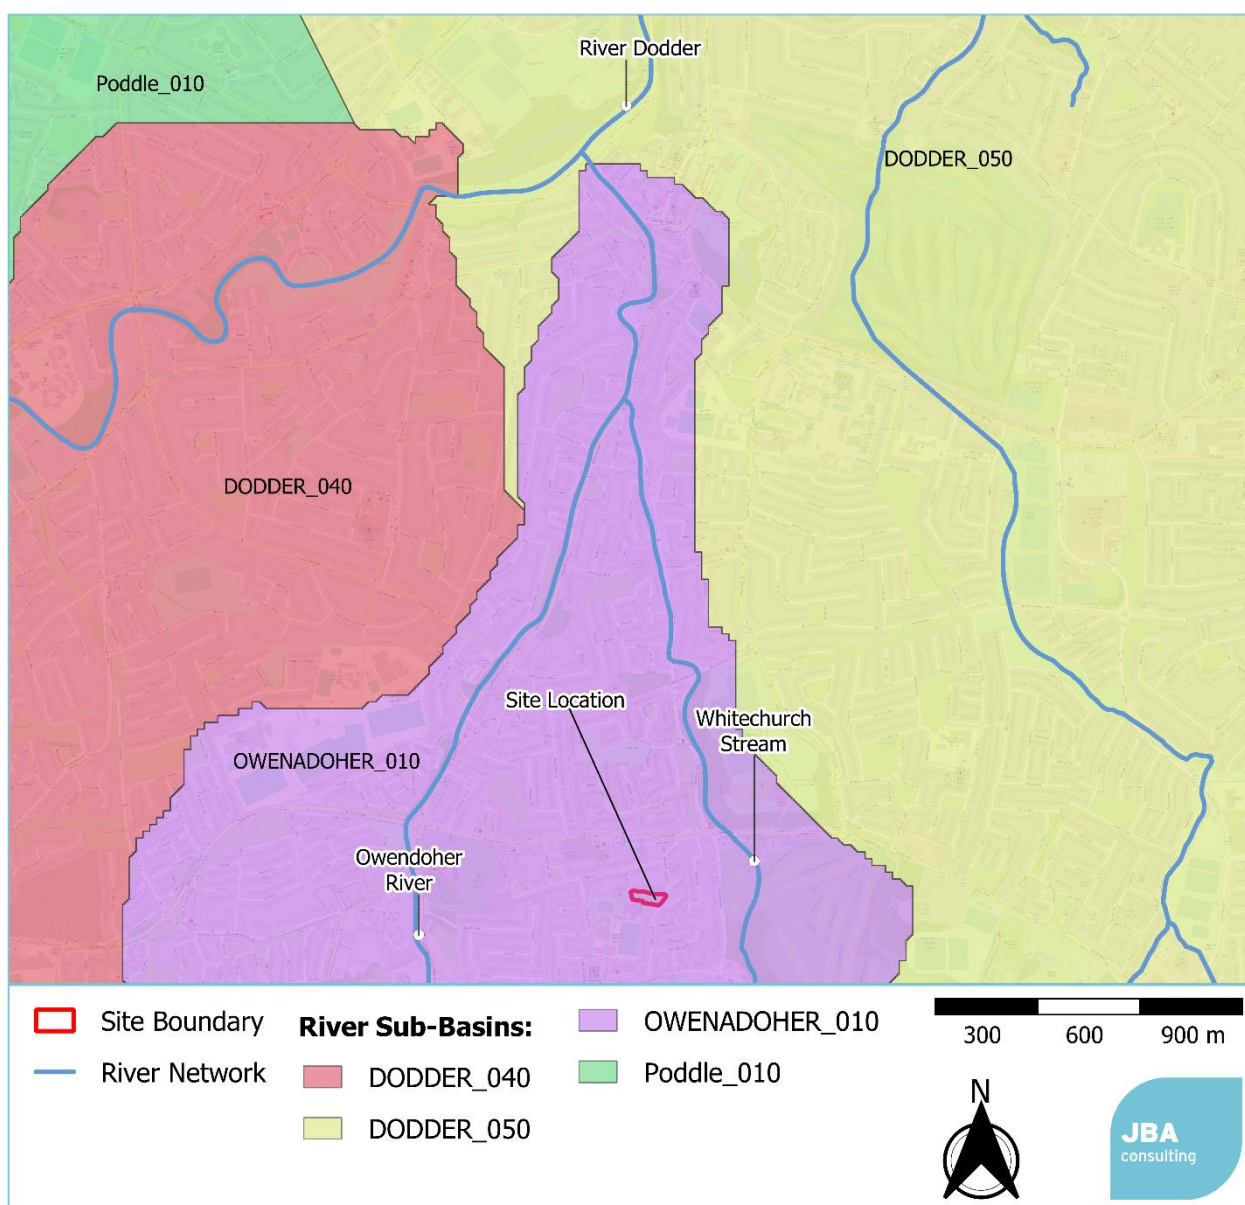 River Dodder
Poddle_010
DODDER_050
DODDER_040
Site Location
Whitechurch
Stream
OWENADOHER_010
Owendoher
River
Site Boundary
River Network
River Sub-Basins:
DODDER_040
DODDER_050
OWENADOHER_010
Poddle_010
300 600 900 m
N
JBA
consulting